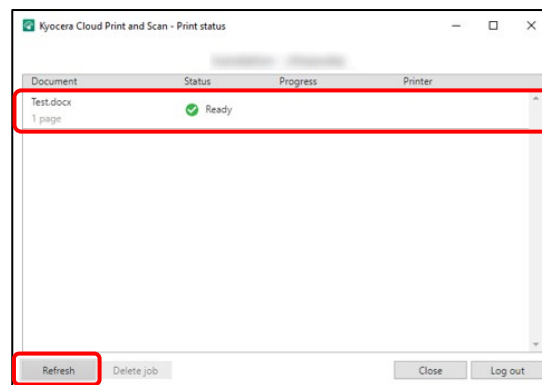 Kyocera Cloud Print and Scan - Print status
Document Status Progress Printer
Test.docx
1 page
Ready
Refresh Delete job Close Log out